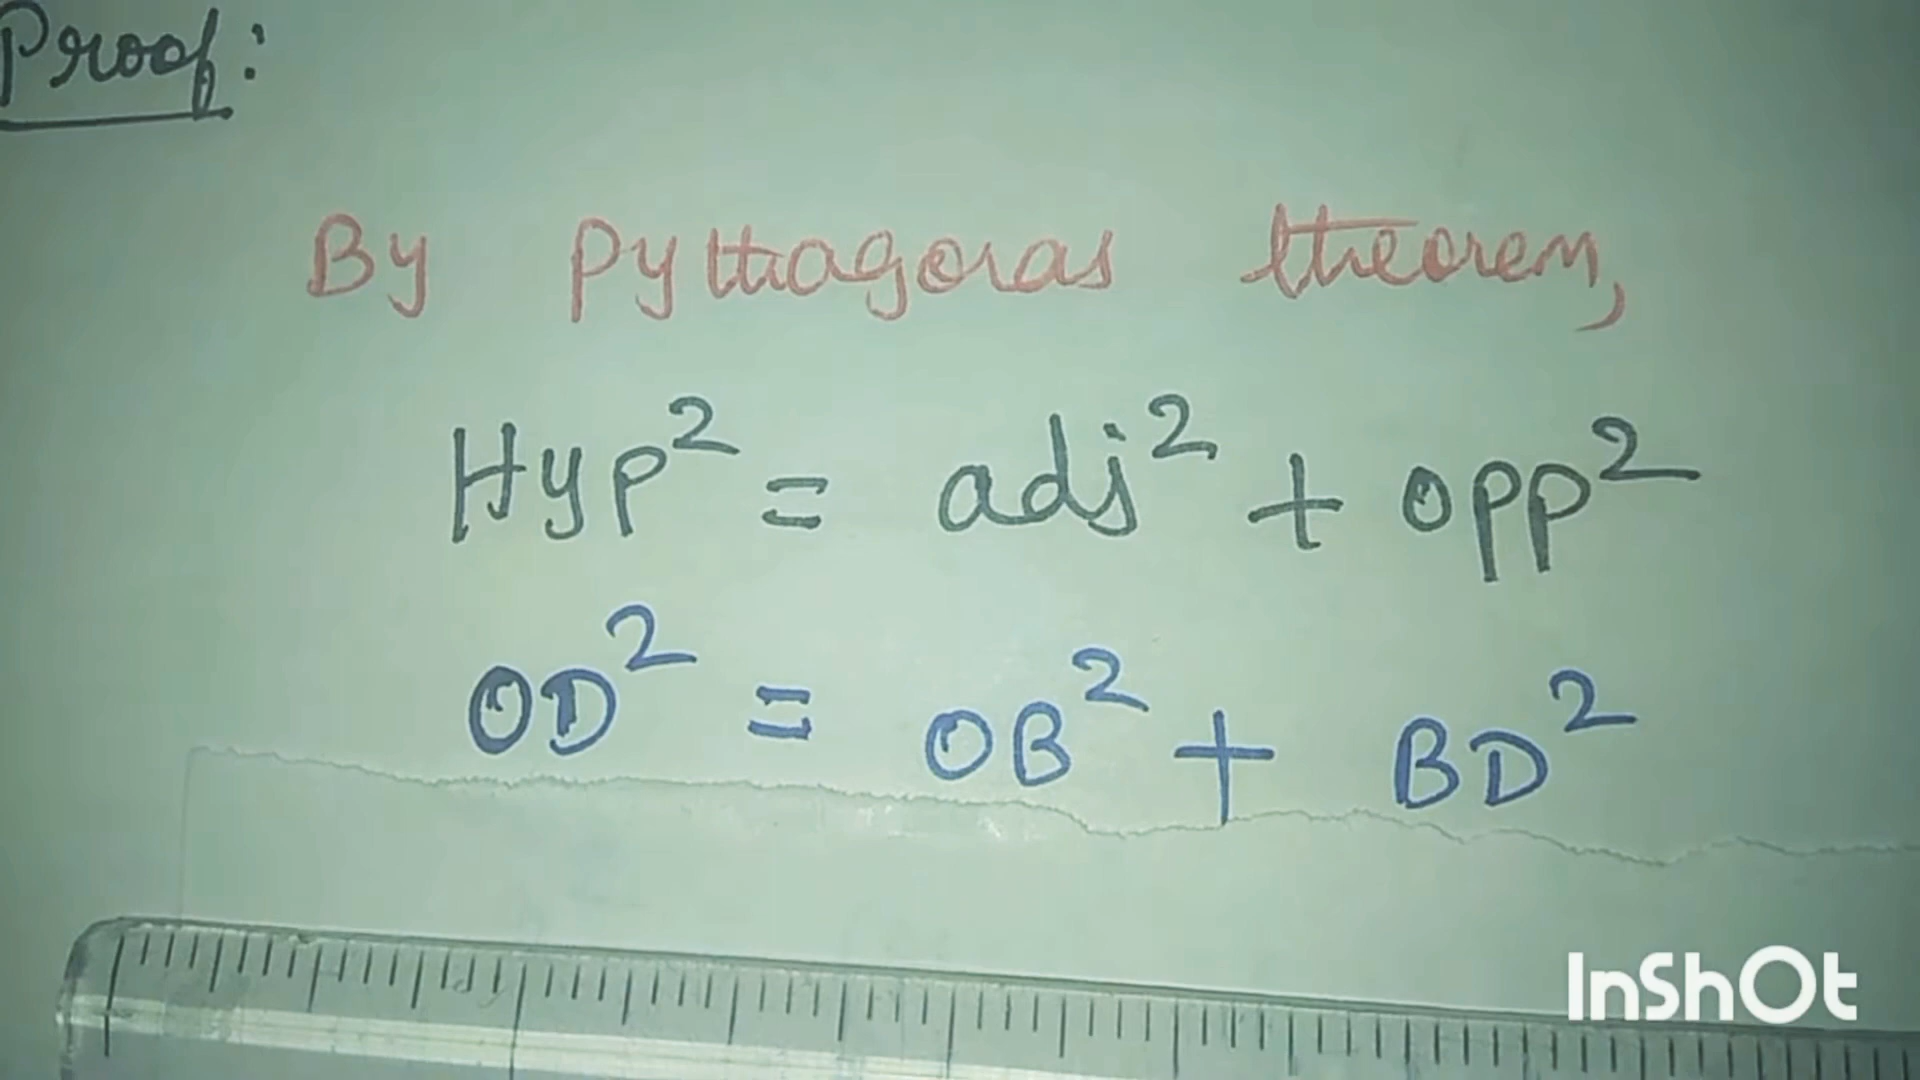 Proof:
By Pythagoras theorem,
Hyp² = adj² + opp²
OD² = OB² + BD²
InShOt